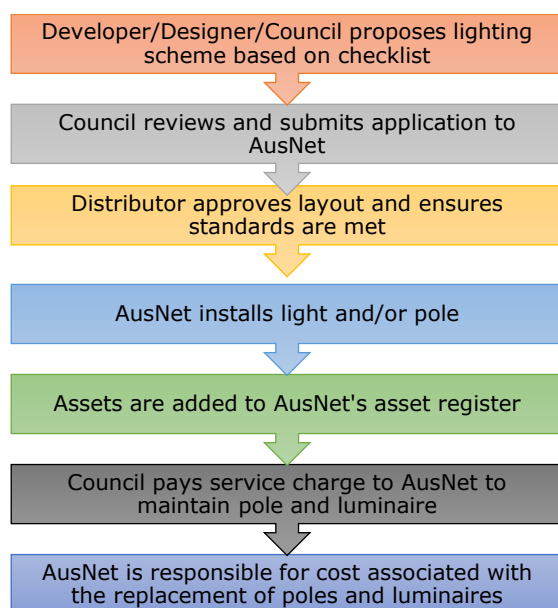 Developer/Designer/Council proposes lighting
scheme based on checklist
Council reviews and submits application to
AusNet
Distributor approves layout and ensures
standards are met
AusNet installs light and/or pole
Assets are added to AusNet's asset register
Council pays service charge to AusNet to
maintain pole and luminaire
AusNet is responsible for cost associated with
the replacement of poles and luminaires